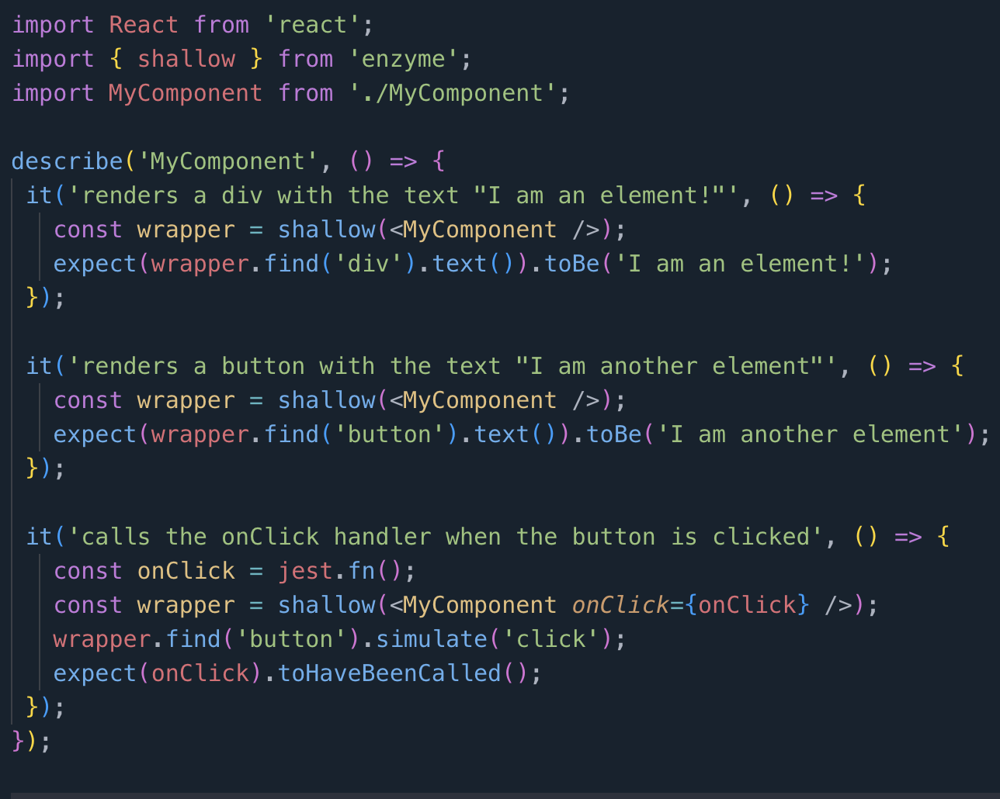 import React from 'react';
import { shallow } from 'enzyme';
import MyComponent from './MyComponent';

describe('MyComponent', () => {
 it('renders a div with the text "I am an element!"', () => {
   const wrapper = shallow(<MyComponent />);
   expect(wrapper.find('div').text()).toBe('I am an element!');
 });

 it('renders a button with the text "I am another element"', () => {
   const wrapper = shallow(<MyComponent />);
   expect(wrapper.find('button').text()).toBe('I am another element');
 });

 it('calls the onClick handler when the button is clicked', () => {
   const onClick = jest.fn();
   const wrapper = shallow(<MyComponent onClick={onClick} />);
   wrapper.find('button').simulate('click');
   expect(onClick).toHaveBeenCalled();
 });
});